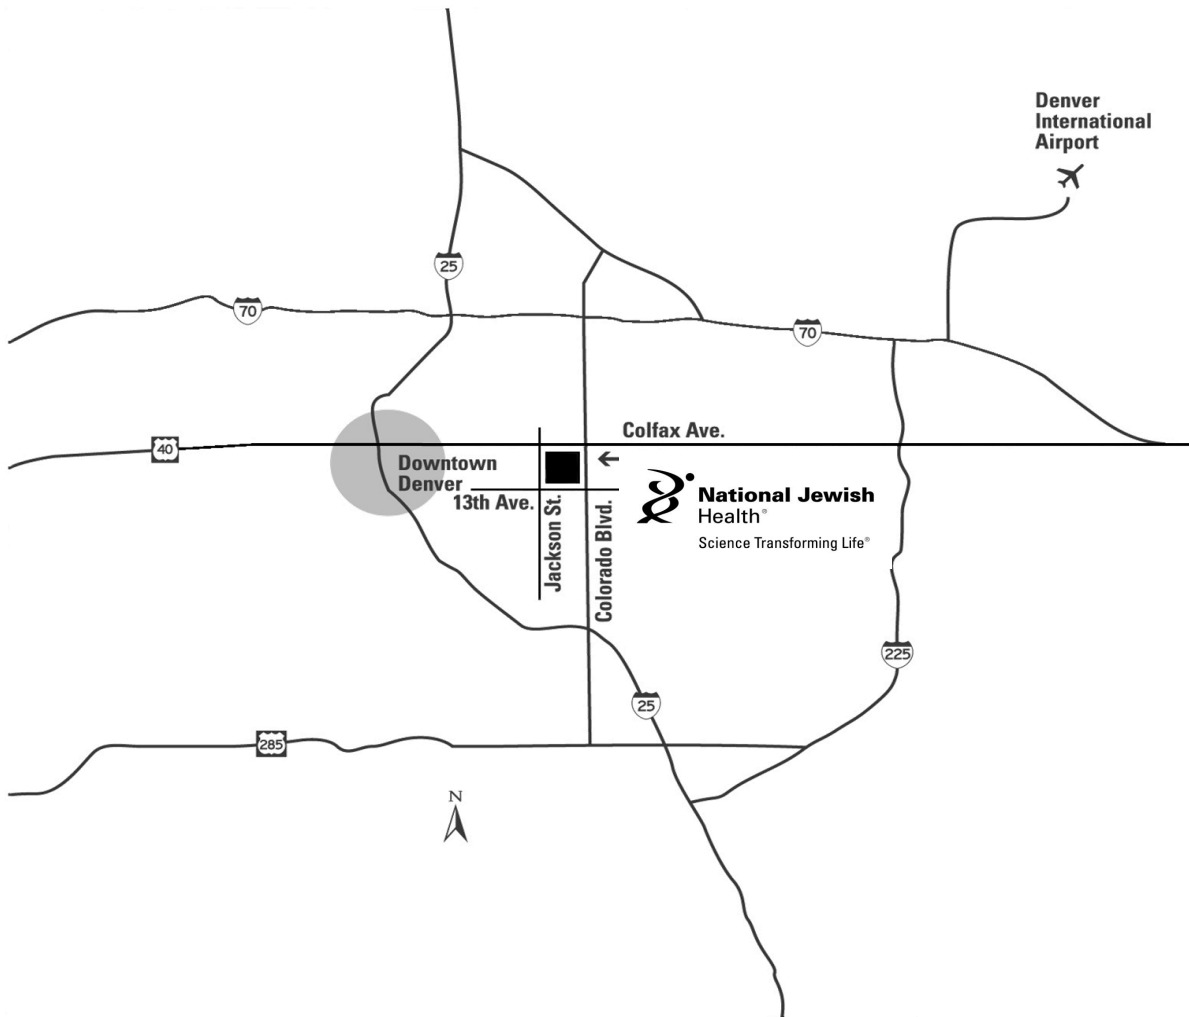 Denver
International
Airport
25
70
70
Colfax Ave.
40
Downtown
Denver
13th Ave.
Jackson St.
Colorado Blvd.
National Jewish
Health®
Science Transforming Life®
225
25
285
N